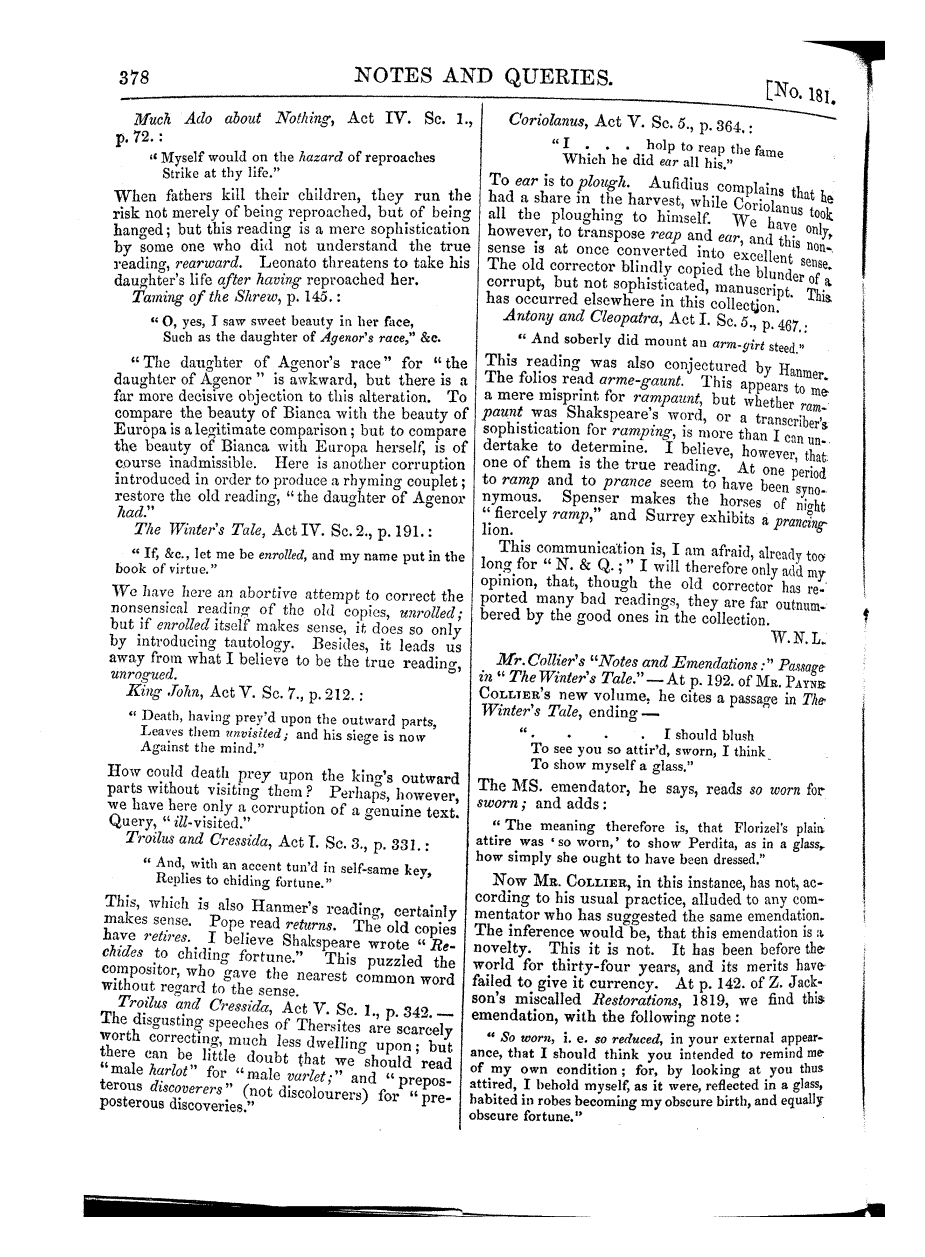 378
NOTES AND QUERIES.
[No. 181.
Much Ado about Nothing, Act IV. Sc. 1.,
p. 72. :
"Myself would on the hazard of reproaches
Strike at thy life."
When fathers kill their children, they run the
risk not merely of being reproached, but of being
hanged; but this reading is a mere sophistication
by some one who did not understand the true
reading, rearward. Leonato threatens to take his
daughter's life after having reproached her.
Taming of the Shrew, p. 145. :
"O, yes, I saw sweet beauty in her face,
Such as the daughter of Agenor's race," &c.
"The daughter of Agenor's race" for "the
daughter of Agenor" is awkward, but there is a
far more decisive objection to this alteration. To
compare the beauty of Bianca with the beauty of
Europa is a legitimate comparison; but to compare
the beauty of Bianca with Europa herself, is of
course inadmissible. Here is another corruption
introduced in order to produce a rhyming couplet;
restore the old reading, "the daughter of Agenor
had."
The Winter's Tale, Act IV. Sc. 2., p. 191. :
"If, &c., let me be enrolled, and my name put in the
book of virtue."
We have here an abortive attempt to correct the
nonsensical reading of the old copies, unrolled;
but if enrolled itself makes sense, it does so only
by introducing tautology. Besides, it leads us
away from what I believe to be the true reading,
unrogued.
King John, Act V. Sc. 7., p. 212. :
"Death, having prey'd upon the outward parts,
Leaves them unvisited; and his siege is now
Against the mind."
How could death prey upon the king's outward
parts without visiting them? Perhaps, however,
we have here only a corruption of a genuine text.
Query, "ill-visited."
Troilus and Cressida, Act I. Sc. 3., p. 331. :
"And, with an accent tun'd in self-same key,
Replies to chiding fortune."
This, which is also Hanmer's reading, certainly
makes sense. Pope read returns. The old copies
have retires. I believe Shakspeare wrote "Re-
chides to chiding fortune." This puzzled the
compositor, who gave the nearest common word
without regard to the sense.
Troilus and Cressida, Act V. Sc. 1., p. 342. —
The disgusting speeches of Thersites are scarcely
worth correcting, much less dwelling upon; but
there can be little doubt that we should read
"male harlot" for "male varlet;" and "prepos-
terous discoverers" (not discolourers) for "pre-
posterous discoveries."
Coriolanus, Act V. Sc. 5., p. 364. :
"I . . . holp to reap the fame
Which he did ear all his."
To ear is to plough. Aufidius complains that he
had a share in the harvest, while Coriolanus took
all the ploughing to himself. We have only,
however, to transpose reap and ear, and this non-
sense is at once converted into excellent sense.
The old corrector blindly copied the blunder of a
corrupt, but not sophisticated, manuscript. This
has occurred elsewhere in this collection.
Antony and Cleopatra, Act I. Sc. 5., p. 467. :
"And soberly did mount an arm-girt steed."
This reading was also conjectured by Hanmer.
The folios read arme-gaunt. This appears to me
a mere misprint for rampaunt, but whether ram-
paunt was Shakspeare's word, or a transcriber's
sophistication for ramping, is more than I can un-
dertake to determine. I believe, however, that
one of them is the true reading. At one period
to ramp and to prance seem to have been syno-
nymous. Spenser makes the horses of night
"fiercely ramp," and Surrey exhibits a prancing
lion.
This communication is, I am afraid, already too
long for "N. & Q.;" I will therefore only add my
opinion, that, though the old corrector has re-
ported many bad readings, they are far outnum-
bered by the good ones in the collection.
W. N. L.
Mr. Collier's "Notes and Emendations:" Passage
in "The Winter's Tale." — At p. 192. of MR. PAYNE
COLLIER'S new volume, he cites a passage in The
Winter's Tale, ending —
". . . . I should blush
To see you so attir'd, sworn, I think
To show myself a glass."
The MS. emendator, he says, reads so worn for
sworn; and adds:
"The meaning therefore is, that Florizel's plain
attire was 'so worn,' to show Perdita, as in a glass,
how simply she ought to have been dressed."
Now MR. COLLIER, in this instance, has not, ac-
cording to his usual practice, alluded to any com-
mentator who has suggested the same emendation.
The inference would be, that this emendation is a
novelty. This it is not. It has been before the
world for thirty-four years, and its merits have
failed to give it currency. At p. 142. of Z. Jack-
son's miscalled Restorations, 1819, we find this
emendation, with the following note:
"So worn, i. e. so reduced, in your external appear-
ance, that I should think you intended to remind me
of my own condition; for, by looking at you thus
attired, I behold myself, as it were, reflected in a glass,
habited in robes becoming my obscure birth, and equally
obscure fortune."